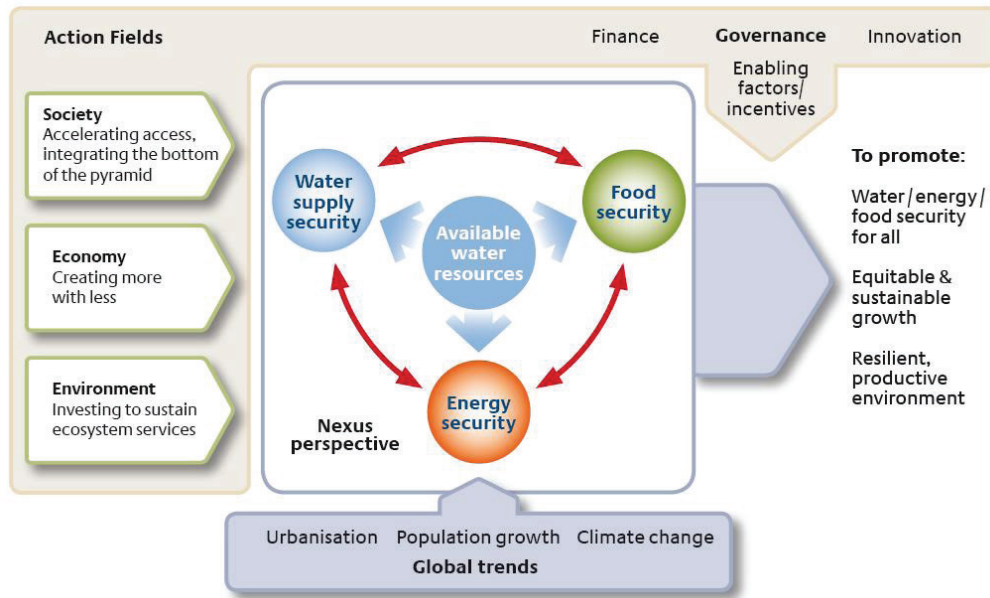 Action Fields
Finance
Governance
Innovation
Enabling
factors/
incentives
Society
Accelerating access,
integrating the bottom
of the pyramid
Economy
Creating more
with less
Environment
Investing to sustain
ecosystem services
Water
supply
security
Food
security
Available
water
resources
Energy
security
Nexus
perspective
To promote:
Water / energy /
food security
for all
Equitable &
sustainable
growth
Resilient,
productive
environment
Urbanisation
Population growth
Climate change
Global trends